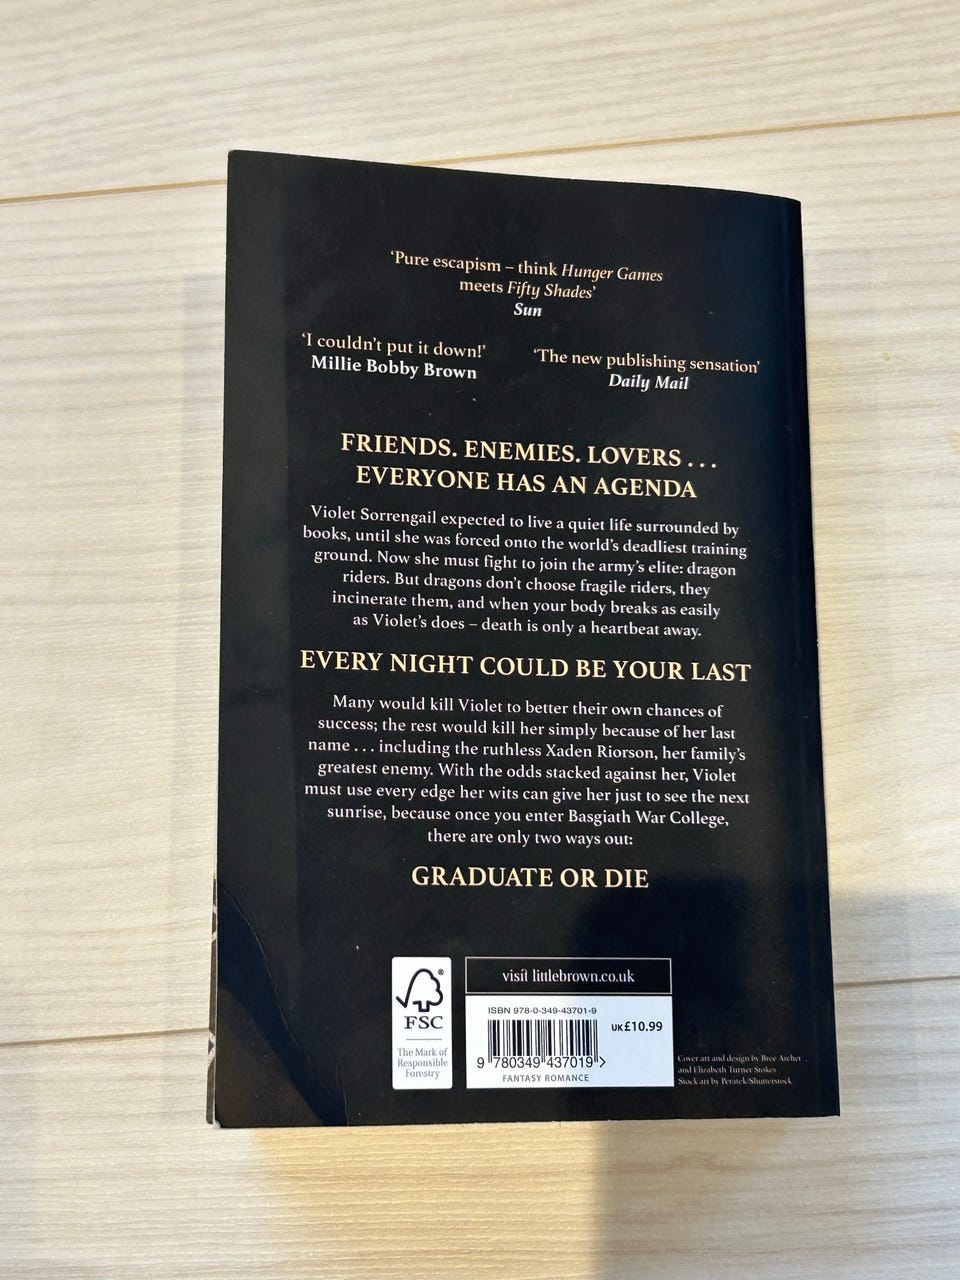 ‘Pure escapism – think Hunger Games
meets Fifty Shades’
Sun
‘I couldn’t put it down!’
Millie Bobby Brown
‘The new publishing sensation’
Daily Mail
FRIENDS. ENEMIES. LOVERS . . .
EVERYONE HAS AN AGENDA
Violet Sorrengail expected to live a quiet life surrounded by
books, until she was forced onto the world’s deadliest training
ground. Now she must fight to join the army’s elite: dragon
riders. But dragons don’t choose fragile riders, they
incinerate them, and when your body breaks as easily
as Violet’s does – death is only a heartbeat away.
EVERY NIGHT COULD BE YOUR LAST
Many would kill Violet to better their own chances of
success; the rest would kill her simply because of her last
name . . . including the ruthless Xaden Riorson, her family’s
greatest enemy. With the odds stacked against her, Violet
must use every edge her wits can give her just to see the next
sunrise, because once you enter Basgiath War College,
there are only two ways out:
GRADUATE OR DIE
®
FSC
The Mark of
Responsible
Forestry
visit littlebrown.co.uk
ISBN 978-0-349-43701-9
UK£10.99
9 780349 437019 >
FANTASY ROMANCE
Cover art and design by Bree Archer
and Elizabeth Turner Stokes
Stock art by Peratek/Shutterstock